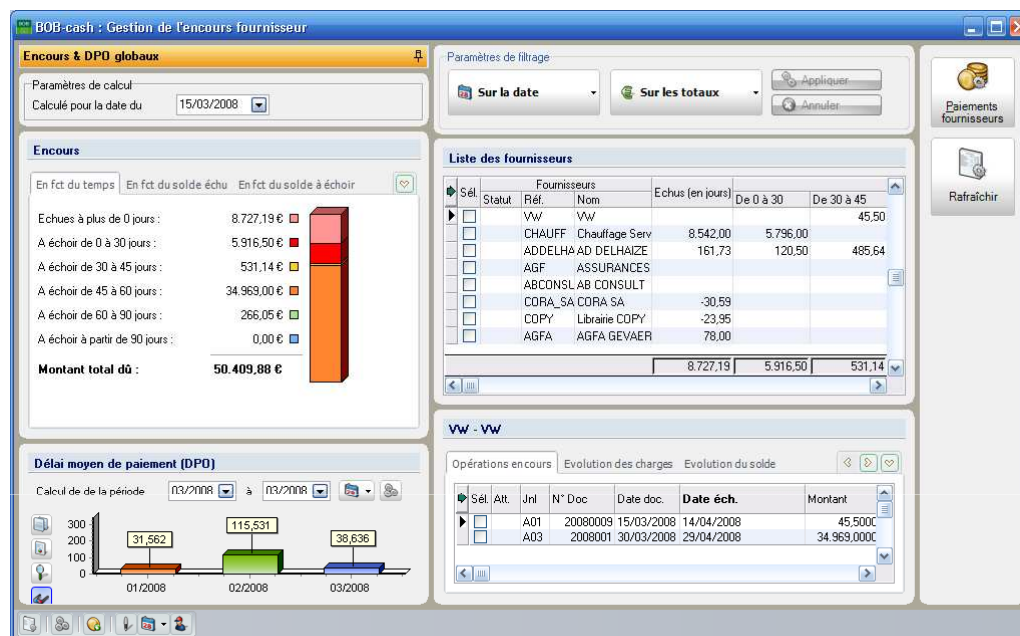 BOB-cash : Gestion de l'encours fournisseur
Encours & DPO globaux
Paramètres de calcul
Calculé pour la date du 15/03/2008
Encours
En fct du temps En fct du solde échu En fct du solde à échoir
Echues à plus de 0 jours : 8.727,19 €
A échoir de 0 à 30 jours : 5.916,50 €
A échoir de 30 à 45 jours : 531,14 €
A échoir de 45 à 60 jours : 34.969,00 €
A échoir de 60 à 90 jours : 266,05 €
A échoir à partir de 90 jours : 0,00 €
Montant total dû : 50.409,88 €
Délai moyen de paiement (DPO)
Calcul de de la période 03/2008 à 03/2008
300
200
100
0
31,562
115,531
38,636
01/2008 02/2008 03/2008
Paramètres de filtrage
Sur la date
Sur les totaux
Appliquer
Annuler
Liste des fournisseurs
Sél. Fournisseurs Echus (en jours)
Statut Réf. Nom De 0 à 30 De 30 à 45
VW VW 45,50
CHAUFF Chauffage Serv 8.542,00 5.796,00
ADDELHA AD DELHAIZE 161,73 120,50 485,64
AGF ASSURANCES
ABCONSL AB CONSULT
CORA_SA CORA SA -30,59
COPY Librairie COPY -23,95
AGFA AGFA GEVAER 78,00
8.727,19 5.916,50 531,14
VW - VW
Opérations en cours Evolution des charges Evolution du solde
Sél. Att. Jnl N° Doc Date doc. Date éch. Montant
A01 20080009 15/03/2008 14/04/2008 45,5000
A03 2008001 30/03/2008 29/04/2008 34.969,0000
Paiements
fournisseurs
Rafraîchir